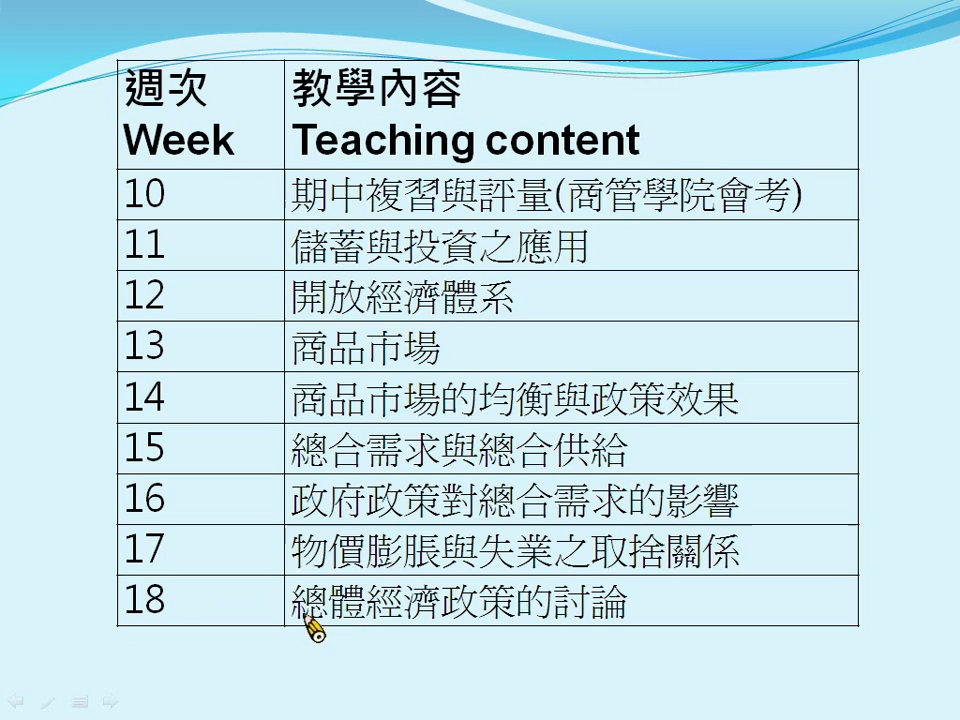 週次 教學內容
Week Teaching content
10 期中複習與評量(商管學院會考)
11 儲蓄與投資之應用
12 開放經濟體系
13 商品市場
14 商品市場的均衡與政策效果
15 總合需求與總合供給
16 政府政策對總合需求的影響
17 物價膨脹與失業之取捨關係
18 總體經濟政策的討論